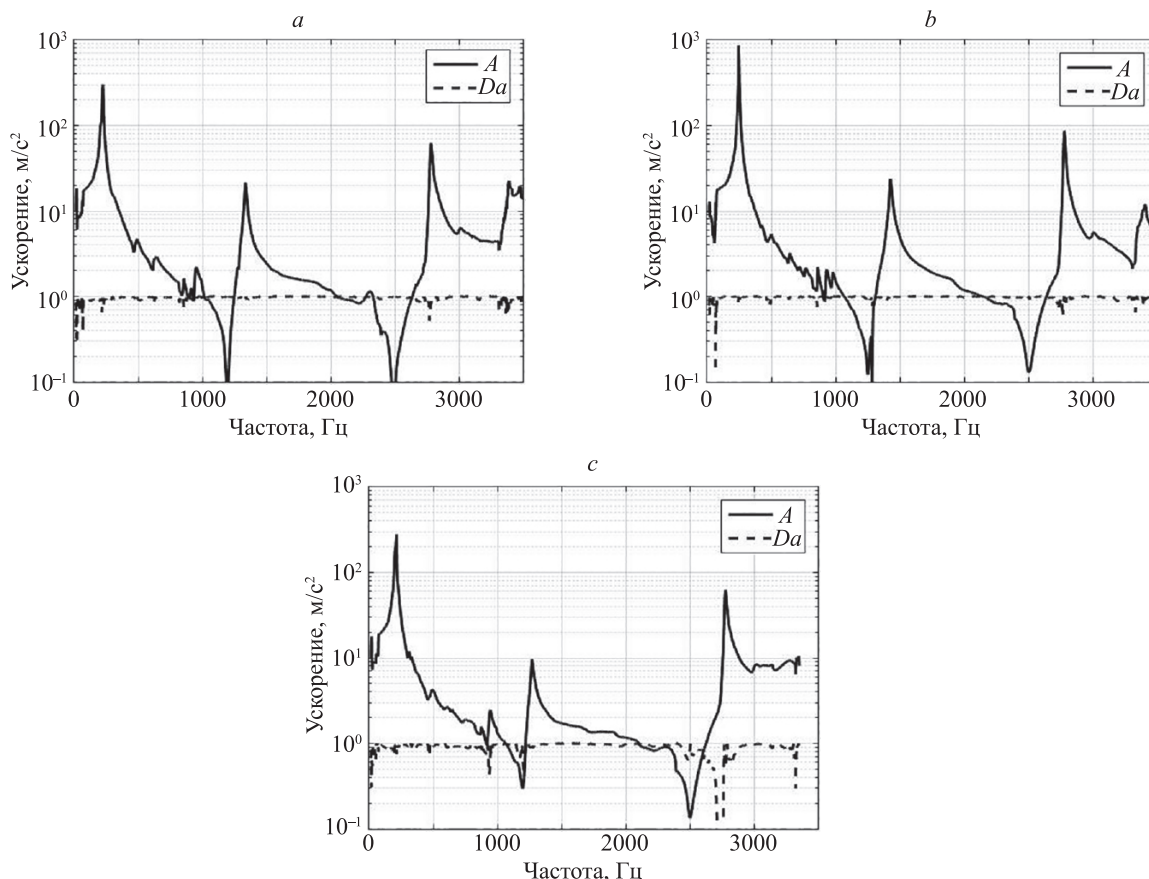 a
10³
10²
10¹
10⁰
10⁻¹
Ускорение, м/с²
A
Da
0 1000 2000 3000
Частота, Гц
b
10³
10²
10¹
10⁰
10⁻¹
Ускорение, м/с²
A
Da
0 1000 2000 3000
Частота, Гц
c
10³
10²
10¹
10⁰
10⁻¹
Ускорение, м/с²
A
Da
0 1000 2000 3000
Частота, Гц